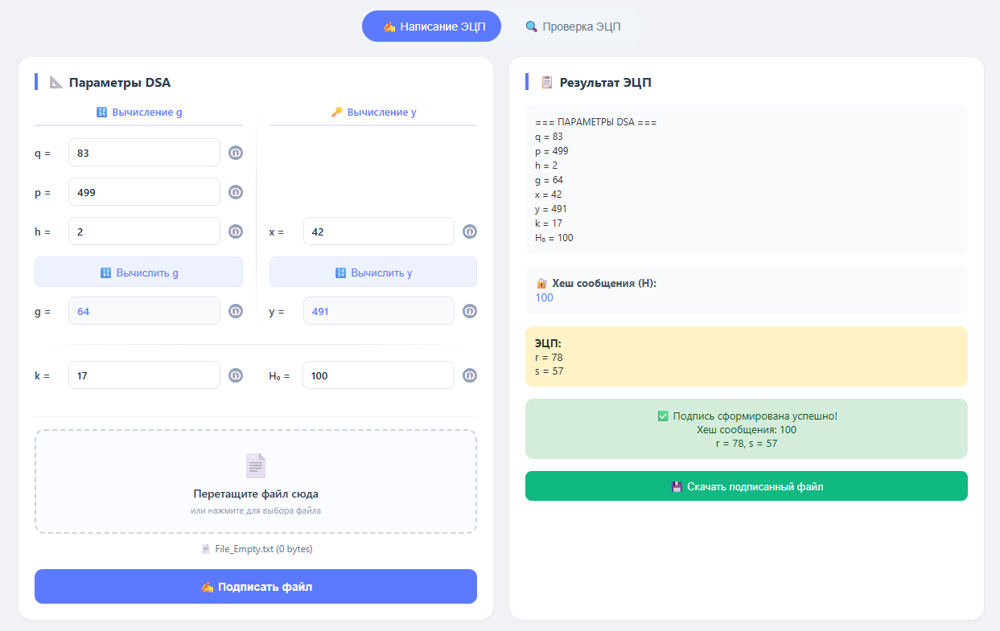 ✍️ Написание ЭЦП
🔍 Проверка ЭЦП
📐 Параметры DSA
🔢 Вычисление g
🔑 Вычисление y
q = 83
p = 499
h = 2
x = 42
🔢 Вычислить g
🔢 Вычислить y
g = 64
y = 491
k = 17
H₀ = 100
Перетащите файл сюда
или нажмите для выбора файла
📄 File_Empty.txt (0 bytes)
✍️ Подписать файл
📋 Результат ЭЦП
=== ПАРАМЕТРЫ DSA ===
q = 83
p = 499
h = 2
g = 64
x = 42
y = 491
k = 17
H₀ = 100
🔐 Хеш сообщения (H):
100
ЭЦП:
r = 78
s = 57
✅ Подпись сформирована успешно!
Хеш сообщения: 100
r = 78, s = 57
💾 Скачать подписанный файл